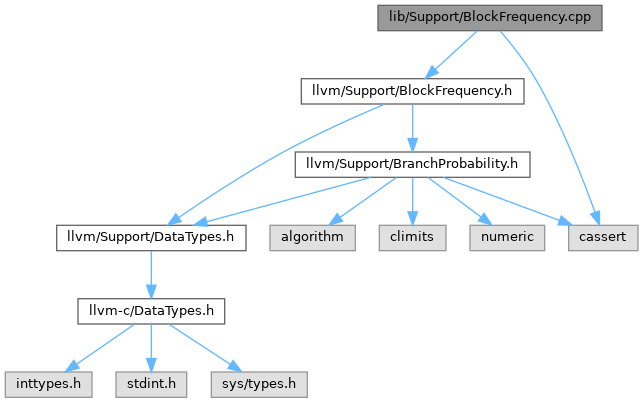 lib/Support/BlockFrequency.cpp
llvm/Support/BlockFrequency.h
llvm/Support/BranchProbability.h
llvm/Support/DataTypes.h
algorithm
climits
numeric
cassert
llvm-c/DataTypes.h
inttypes.h
stdint.h
sys/types.h